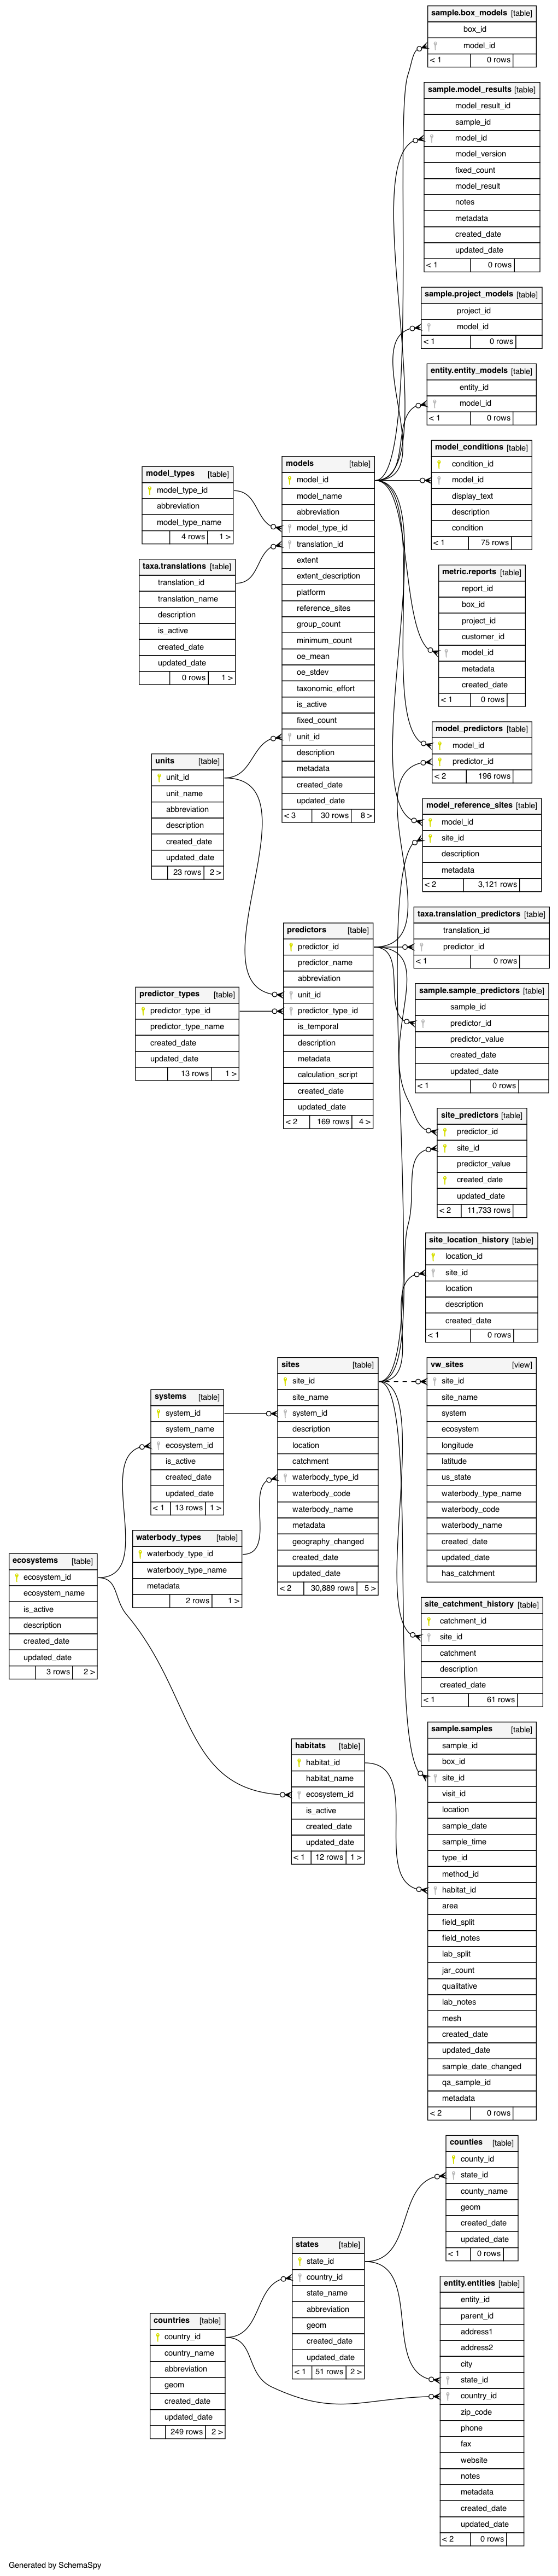 sample.box_models [table]
box_id
model_id
< 1 0 rows
sample.model_results [table]
model_result_id
sample_id
model_id
model_version
fixed_count
model_result
notes
metadata
created_date
updated_date
< 1 0 rows
sample.project_models [table]
project_id
model_id
< 1 0 rows
entity.entity_models [table]
entity_id
model_id
< 1 0 rows
model_conditions [table]
condition_id
model_id
display_text
description
condition
< 1 75 rows
models [table]
model_id
model_name
abbreviation
model_type_id
translation_id
extent
extent_description
platform
reference_sites
group_count
minimum_count
oe_mean
oe_stdev
taxonomic_effort
is_active
fixed_count
unit_id
description
metadata
created_date
updated_date
< 3 30 rows 8 >
model_types [table]
model_type_id
abbreviation
model_type_name
4 rows 1 >
taxa.translations [table]
translation_id
translation_name
description
is_active
created_date
updated_date
0 rows 1 >
metric.reports [table]
report_id
box_id
project_id
customer_id
model_id
metadata
created_date
< 1 0 rows
model_predictors [table]
model_id
predictor_id
< 2 196 rows
units [table]
unit_id
unit_name
abbreviation
description
created_date
updated_date
23 rows 2 >
model_reference_sites [table]
model_id
site_id
description
metadata
< 2 3,121 rows
taxa.translation_predictors [table]
translation_id
predictor_id
< 1 0 rows
predictors [table]
predictor_id
predictor_name
abbreviation
unit_id
predictor_type_id
is_temporal
description
metadata
calculation_script
created_date
updated_date
< 2 169 rows 4 >
predictor_types [table]
predictor_type_id
predictor_type_name
created_date
updated_date
13 rows 1 >
sample.sample_predictors [table]
sample_id
predictor_id
predictor_value
created_date
updated_date
< 1 0 rows
site_predictors [table]
predictor_id
site_id
predictor_value
created_date
updated_date
< 2 11,733 rows
site_location_history [table]
location_id
site_id
location
description
created_date
< 1 0 rows
sites [table]
site_id
site_name
system_id
description
location
catchment
waterbody_type_id
waterbody_code
waterbody_name
metadata
geography_changed
created_date
updated_date
< 2 30,889 rows 5 >
vw_sites [view]
site_id
site_name
system
ecosystem
longitude
latitude
us_state
waterbody_type_name
waterbody_code
waterbody_name
created_date
updated_date
has_catchment
systems [table]
system_id
system_name
ecosystem_id
is_active
created_date
updated_date
< 1 13 rows 1 >
waterbody_types [table]
waterbody_type_id
waterbody_type_name
metadata
2 rows 1 >
ecosystems [table]
ecosystem_id
ecosystem_name
is_active
description
created_date
updated_date
3 rows 2 >
site_catchment_history [table]
catchment_id
site_id
catchment
description
created_date
< 1 61 rows
habitats [table]
habitat_id
habitat_name
ecosystem_id
is_active
created_date
updated_date
< 1 12 rows 1 >
sample.samples [table]
sample_id
box_id
site_id
visit_id
location
sample_date
sample_time
type_id
method_id
habitat_id
area
field_split
field_notes
lab_split
jar_count
qualitative
lab_notes
mesh
created_date
updated_date
sample_date_changed
qa_sample_id
metadata
< 2 0 rows
counties [table]
county_id
state_id
county_name
geom
created_date
updated_date
< 1 0 rows
states [table]
state_id
country_id
state_name
abbreviation
geom
created_date
updated_date
< 1 51 rows 2 >
countries [table]
country_id
country_name
abbreviation
geom
created_date
updated_date
249 rows 2 >
entity.entities [table]
entity_id
parent_id
address1
address2
city
state_id
country_id
zip_code
phone
fax
website
notes
metadata
created_date
updated_date
< 2 0 rows
Generated by SchemaSpy